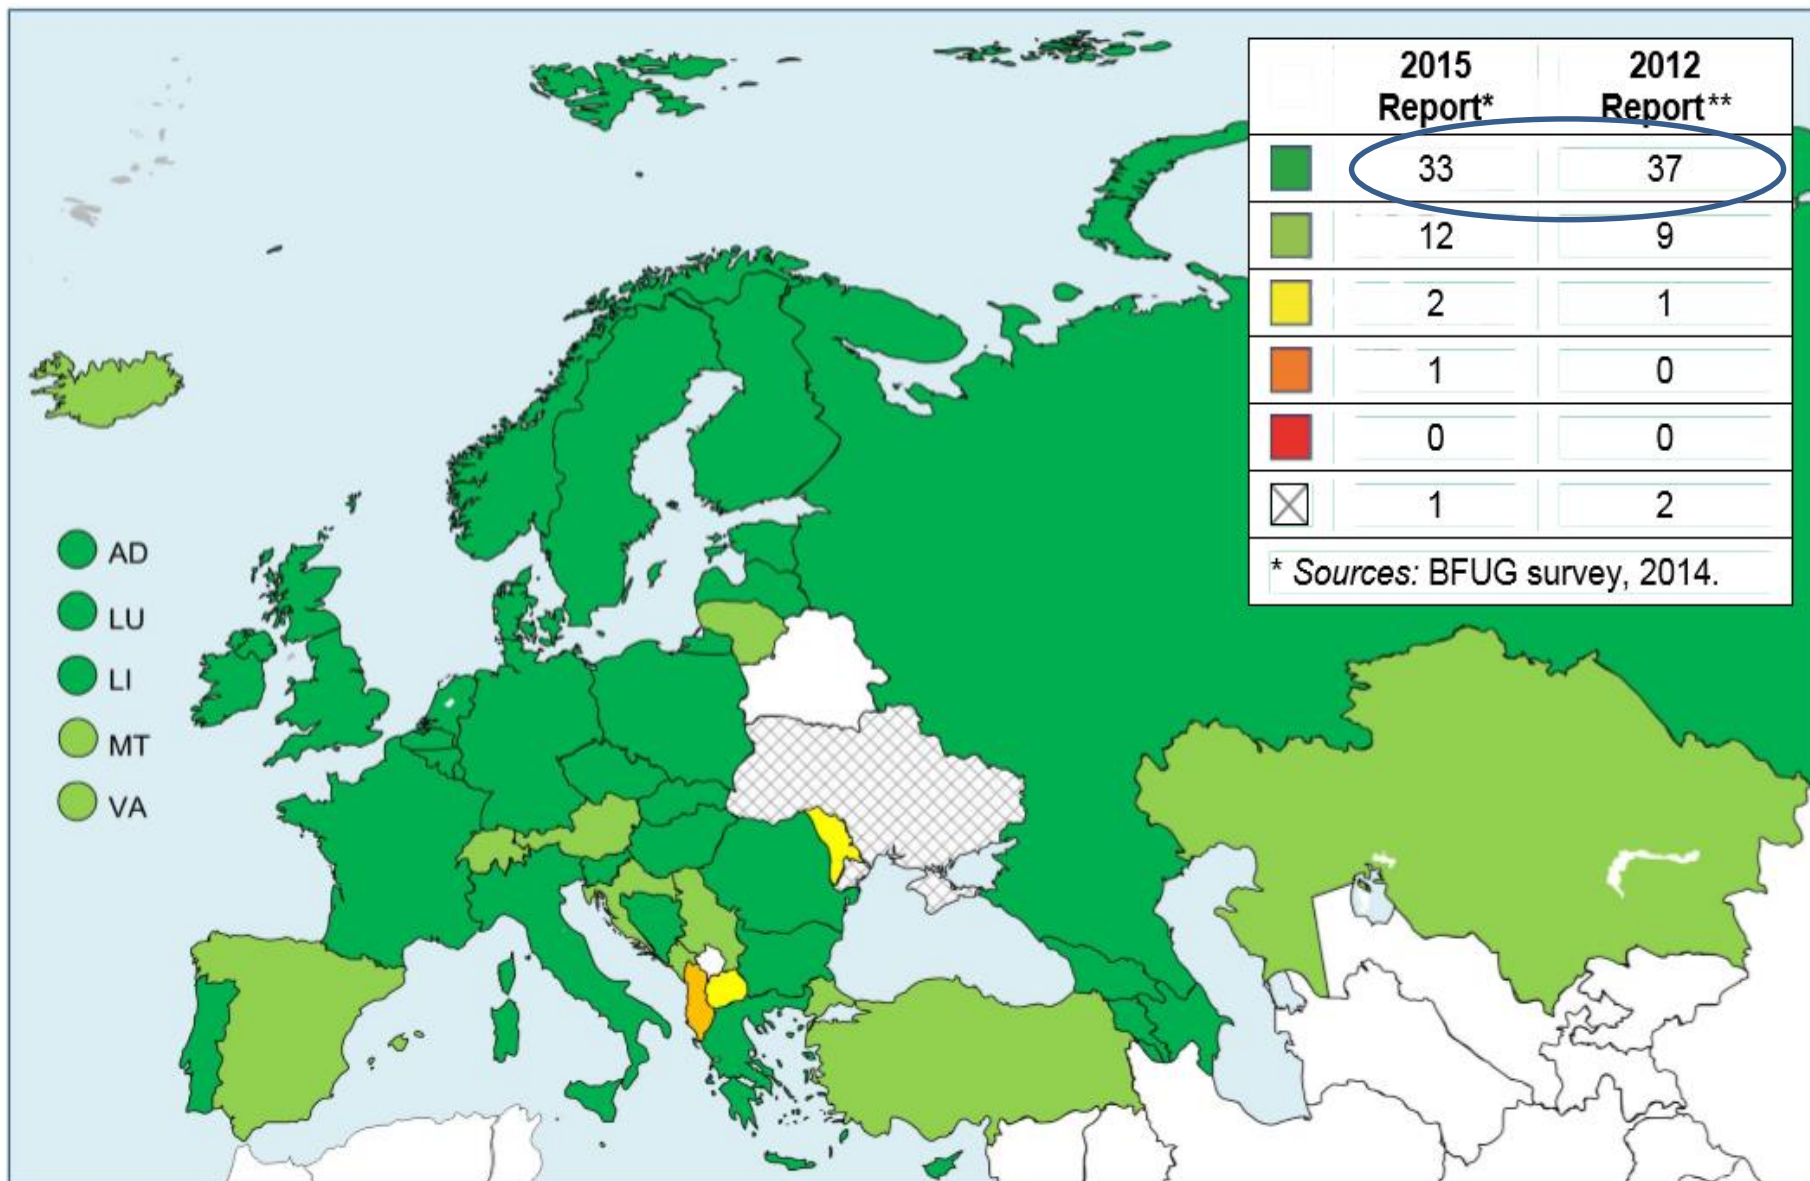 2015 2012
Report* Report**
33 37
12 9
2 1
1 0
0 0
1 2
* Sources: BFUG survey, 2014.
AD
LU
LI
MT
VA